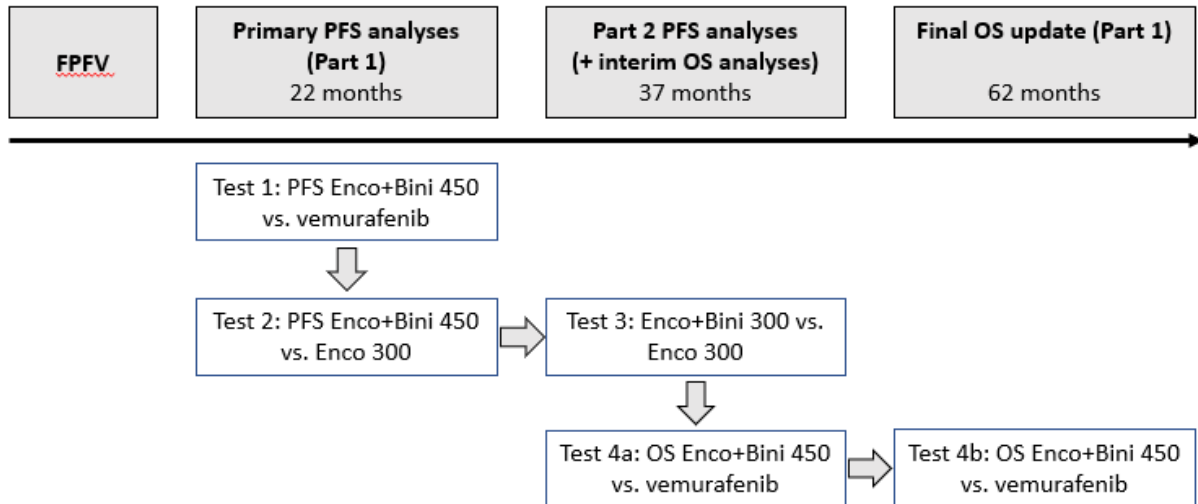 FPFV
Primary PFS analyses
(Part 1)
22 months
Part 2 PFS analyses
(+ interim OS analyses)
37 months
Final OS update (Part 1)
62 months
Test 1: PFS Enco+Bini 450
vs. vemurafenib
Test 2: PFS Enco+Bini 450
vs. Enco 300
Test 3: Enco+Bini 300 vs.
Enco 300
Test 4a: OS Enco+Bini 450
vs. vemurafenib
Test 4b: OS Enco+Bini 450
vs. vemurafenib